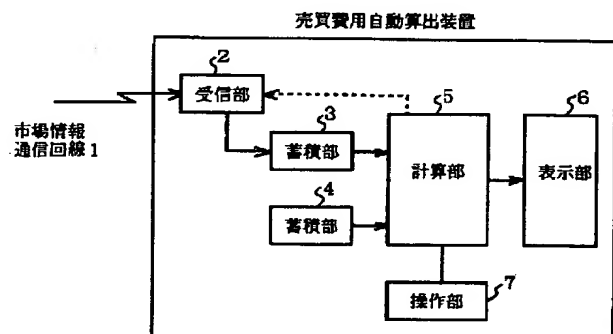 売買費用自動算出装置
2
受信部
市場情報
通信回線1
3
蓄積部
4
蓄積部
5
計算部
6
表示部
7
操作部